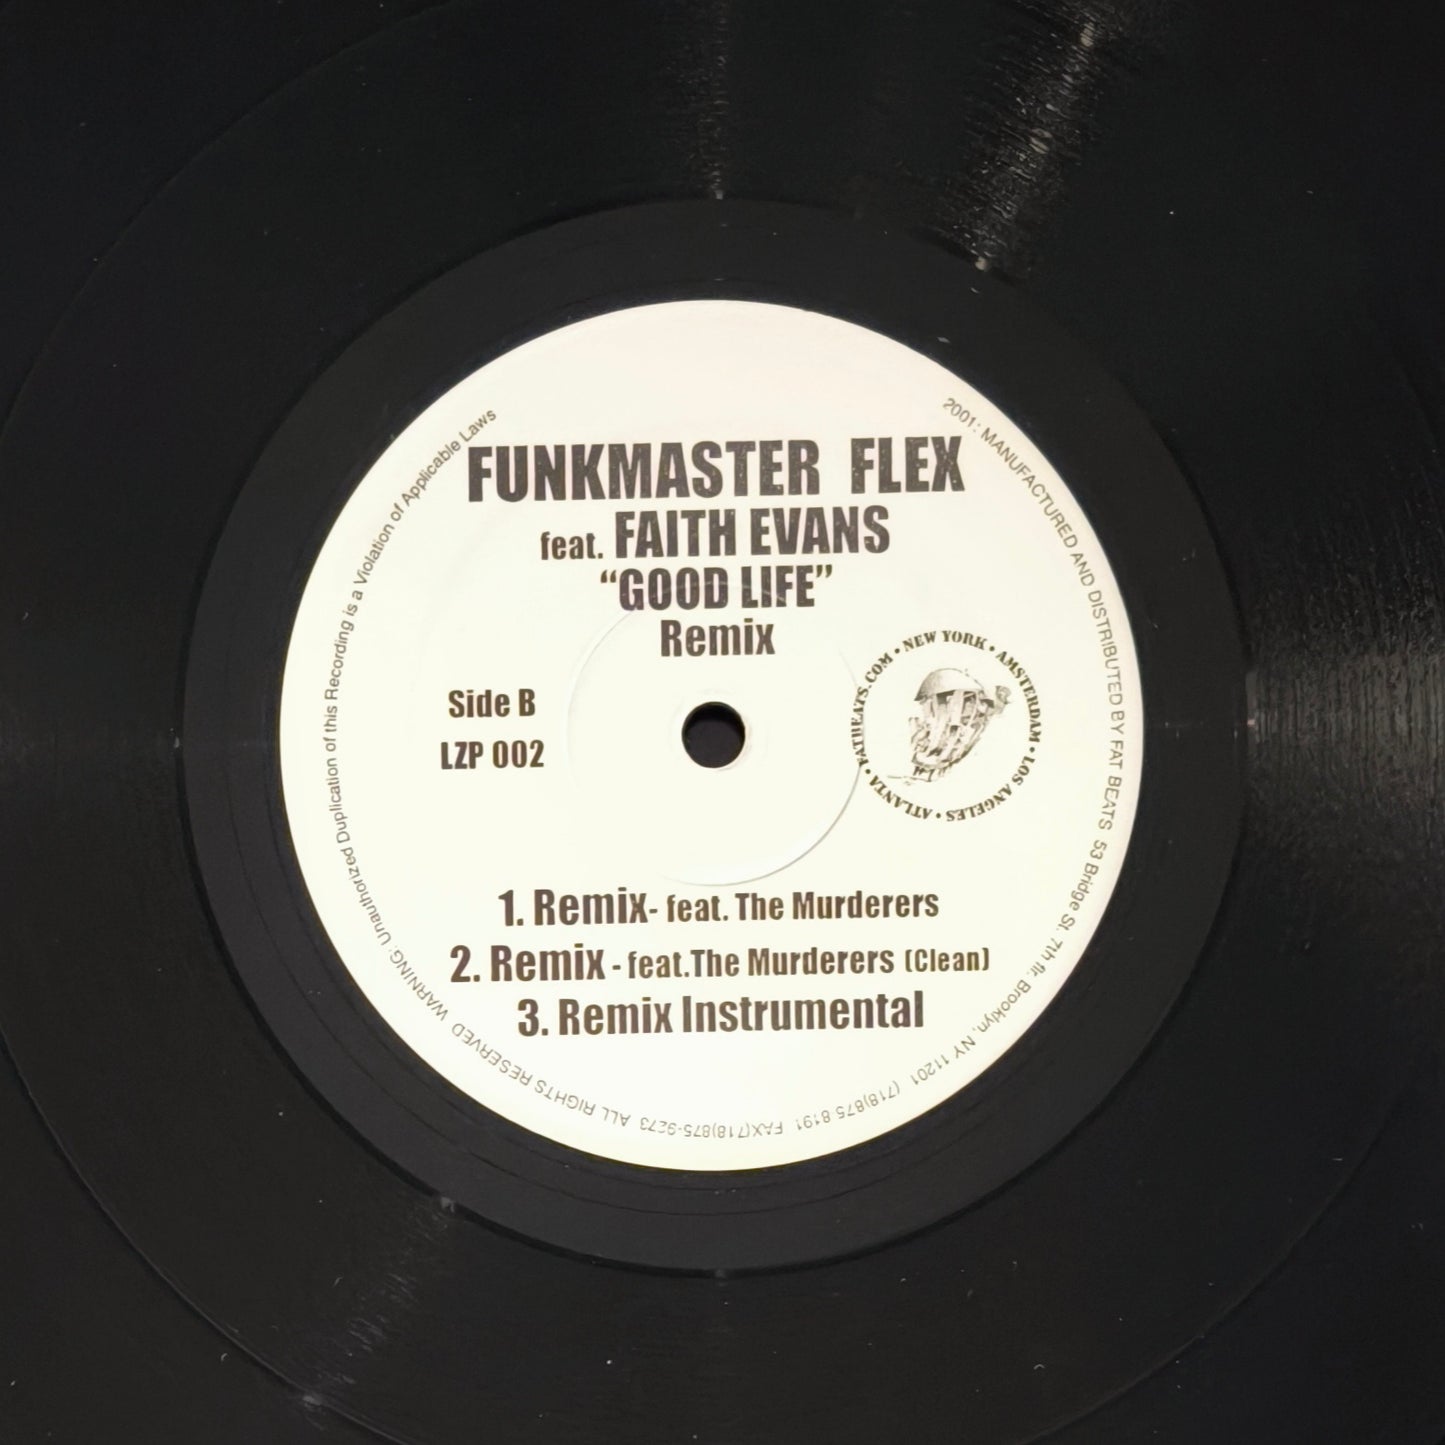 FUNKMASTER FLEX
feat. FAITH EVANS
“GOOD LIFE”
Remix
Side B
LZP 002
FATBEATS.COM • NEW YORK • AMSTERDAM • LOS ANGELES • ATLANTA •
1. Remix- feat. The Murderers
2. Remix - feat.The Murderers (Clean)
3. Remix Instrumental
2001: MANUFACTURED AND DISTRIBUTED BY FAT BEATS 53 Bridge St. 7th flr. Brooklyn, NY 11201 (718)875-8191 FAX(718)875-9273 ALL RIGHTS RESERVED WARNING: Unauthorized Duplication of this Recording is a Violation of Applicable Laws